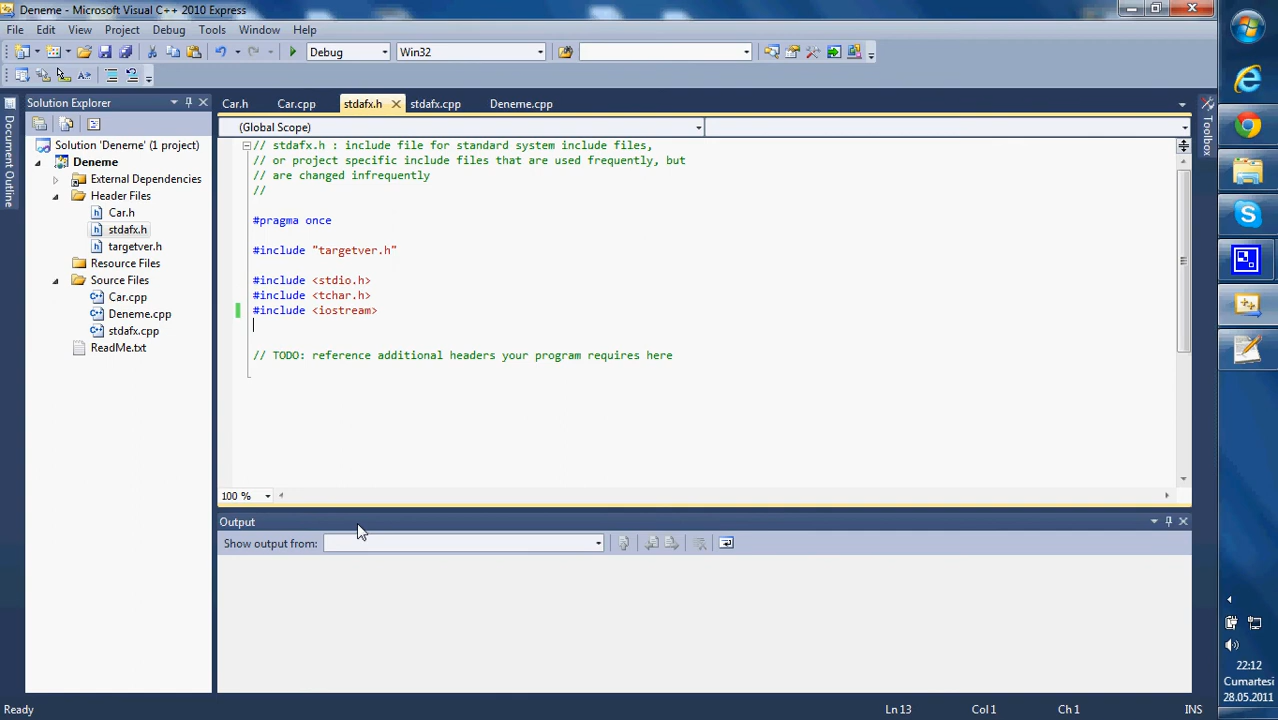 Deneme - Microsoft Visual C++ 2010 Express
File Edit View Project Debug Tools Window Help
Debug Win32
Solution Explorer
Car.h Car.cpp stdafx.h stdafx.cpp Deneme.cpp
(Global Scope)
Document Outline
Toolbox
Solution 'Deneme' (1 project)
Deneme
External Dependencies
Header Files
Car.h
stdafx.h
targetver.h
Resource Files
Source Files
Car.cpp
Deneme.cpp
stdafx.cpp
ReadMe.txt
// stdafx.h : include file for standard system include files,
// or project specific include files that are used frequently, but
// are changed infrequently
//
#pragma once
#include "targetver.h"
#include <stdio.h>
#include <tchar.h>
#include <iostream>
// TODO: reference additional headers your program requires here
100 %
Output
Show output from:
Ready Ln 13 Col 1 Ch 1 INS
22:12
Cumartesi
28.05.2011